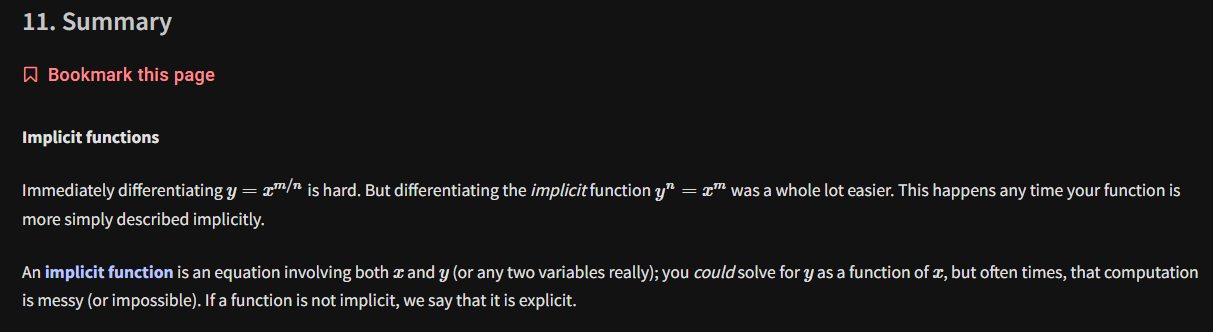 11. Summary
Bookmark this page
Implicit functions
Immediately differentiating y = x^{m/n} is hard. But differentiating the implicit function y^n = x^m was a whole lot easier. This happens any time your function is
more simply described implicitly.
An implicit function is an equation involving both x and y (or any two variables really); you could solve for y as a function of x, but often times, that computation
is messy (or impossible). If a function is not implicit, we say that it is explicit.